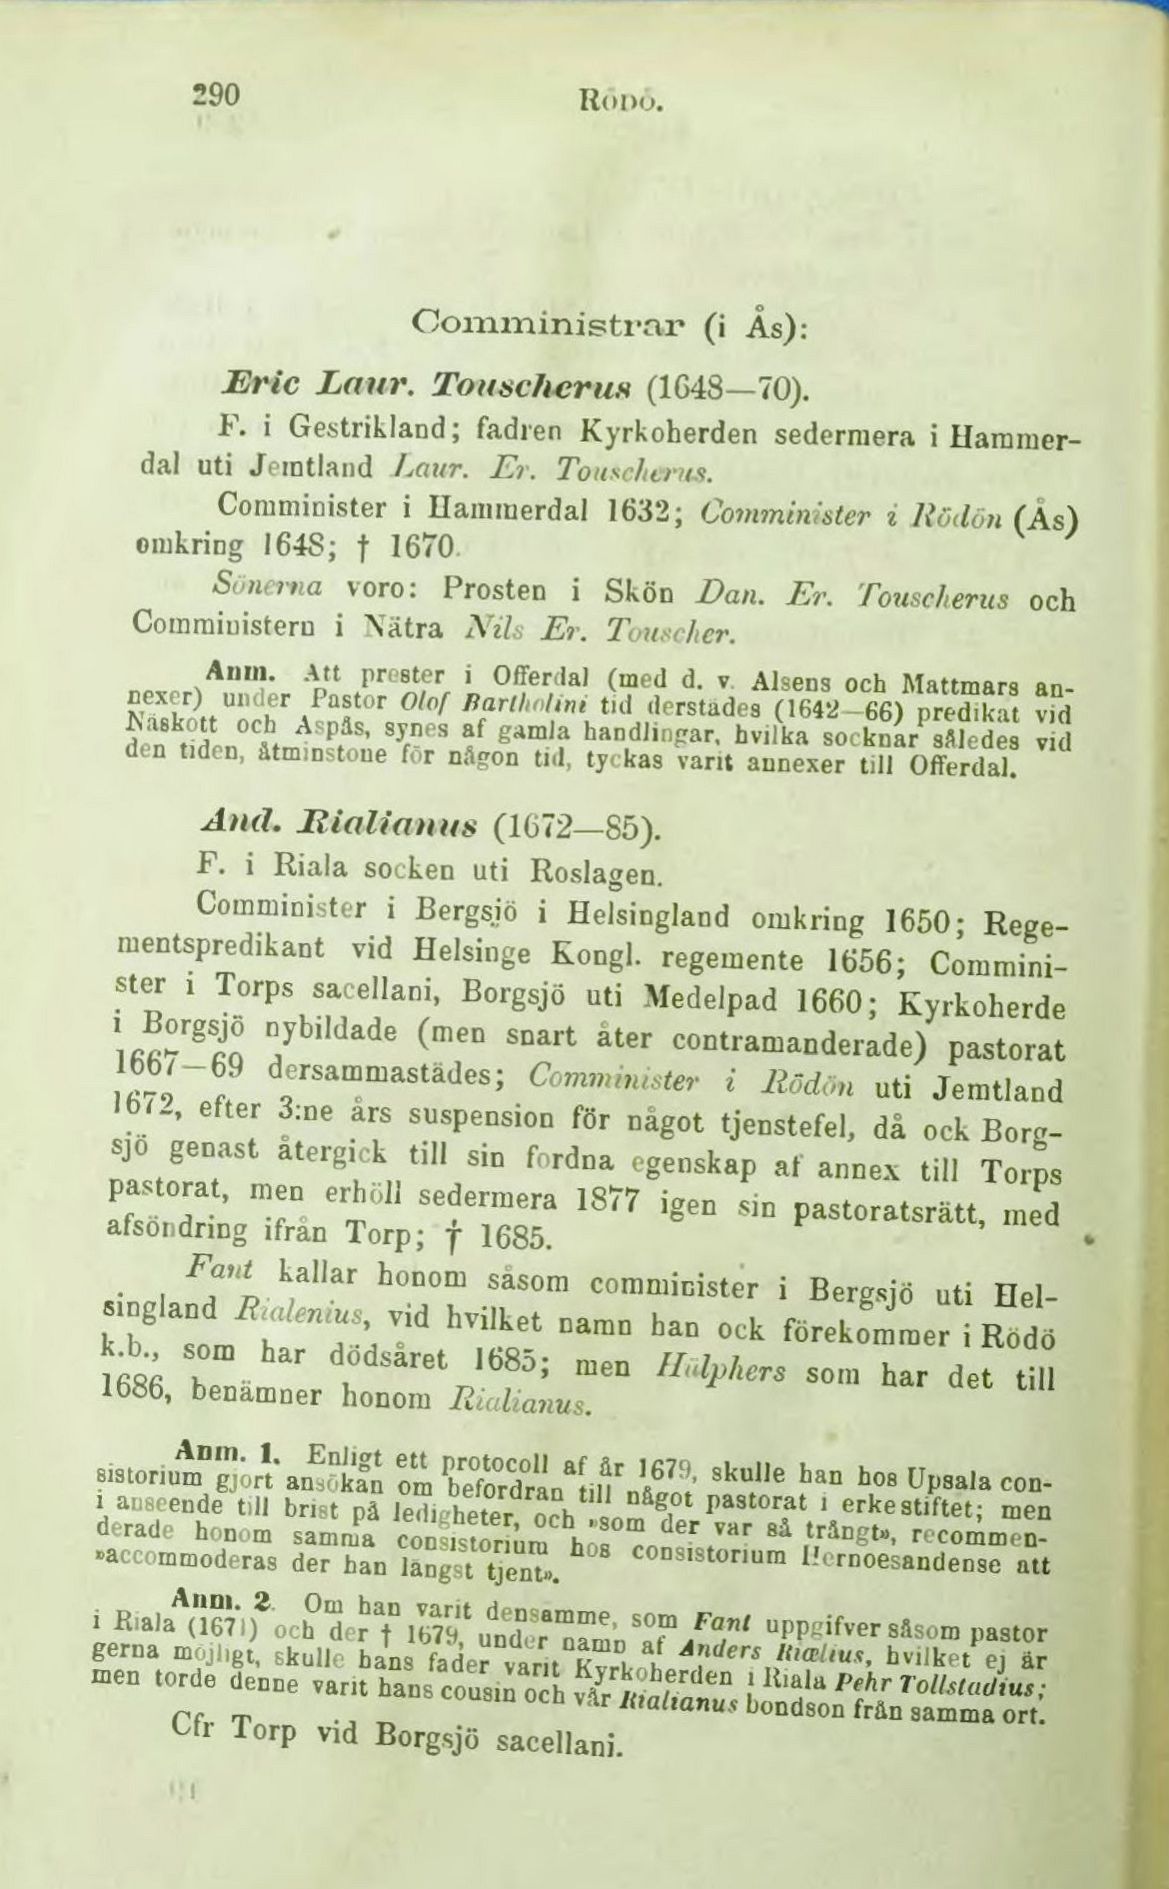 290
RÖDÖ.
Comministrar (i Ås):
Eric Laur. Touscherus (1648—70).
F. i Gestrikland; fadren Kyrkoherden sedermera i Hammer-
dal uti Jemtland Laur. Er. Touscherus.
Comminister i Hammerdal 1632; Comminister i Rödön (Ås)
omkring 1648; † 1670.
Sönerna voro: Prosten i Skön Dan. Er. Touscherus och
Comministern i Nätra Nils Er. Touscher.
Anm. Att prester i Offerdal (med d. v. Alsens och Mattmars an-
nexer) under Pastor Olof Bartholini tid derstädes (1642—66) predikat vid
Näskott och Aspås, synes af gamla handlingar, hvilka socknar således vid
den tiden, åtminstone för någon tid, tyckas varit annexer till Offerdal.
And. Rialianus (1672—85).
F. i Riala socken uti Roslagen.
Comminister i Bergsjö i Helsingland omkring 1650; Rege-
mentspredikant vid Helsinge Kongl. regemente 1656; Commini-
ster i Torps sacellani, Borgsjö uti Medelpad 1660; Kyrkoherde
i Borgsjö nybildade (men snart åter contramanderade) pastorat
1667—69 dersammastädes; Comminister i Rödön uti Jemtland
1672, efter 3:ne års suspension för något tjenstefel, då ock Borg-
sjö genast återgick till sin fordna egenskap af annex till Torps
pastorat, men erhöll sedermera 1877 igen sin pastoratsrätt, med
afsöndring ifrån Torp; † 1685.
Fant kallar honom såsom comminister i Bergsjö uti Hel-
singland Rialenius, vid hvilket namn han ock förekommer i Rödö
k.b., som har dödsåret 1685; men Hülphers som har det till
1686, benämner honom Rialianus.
Anm. 1. Enligt ett protocoll af år 1679, skulle han hos Upsala con-
sistorium gjort ansökan om befordran till något pastorat i erkestiftet; men
i anseende till brist på ledigheter, och »som der var så trångt», recommen-
derade honom samma consistorium hos consistorium Hernoesandense att
»accommoderas der han längst tjent».
Anm. 2. Om han varit densamme, som Fant uppgifver såsom pastor
i Riala (1671) och der † 1679, under namn af Anders Riælius, hvilket ej är
gerna möjligt, skulle hans fader varit Kyrkoherden i Riala Pehr Tollstadius;
men torde denne varit hans cousin och vår Rialianus bondson från samma ort.
Cfr Torp vid Borgsjö sacellani.